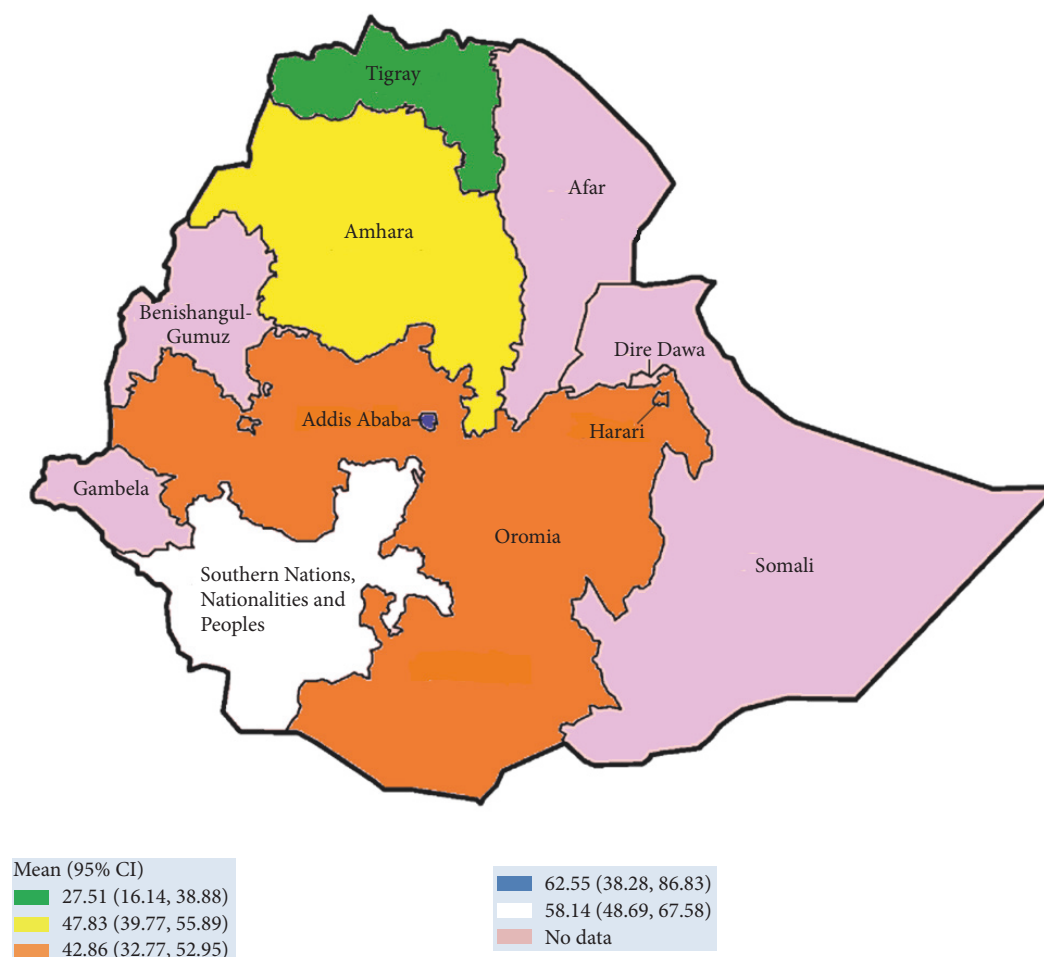 Tigray
Afar
Amhara
Benishangul-
Gumuz
Dire Dawa
Addis Ababa
Harari
Gambela
Oromia
Somali
Southern Nations,
Nationalities and
Peoples
Mean (95% CI)
27.51 (16.14, 38.88)
47.83 (39.77, 55.89)
42.86 (32.77, 52.95)
62.55 (38.28, 86.83)
58.14 (48.69, 67.58)
No data